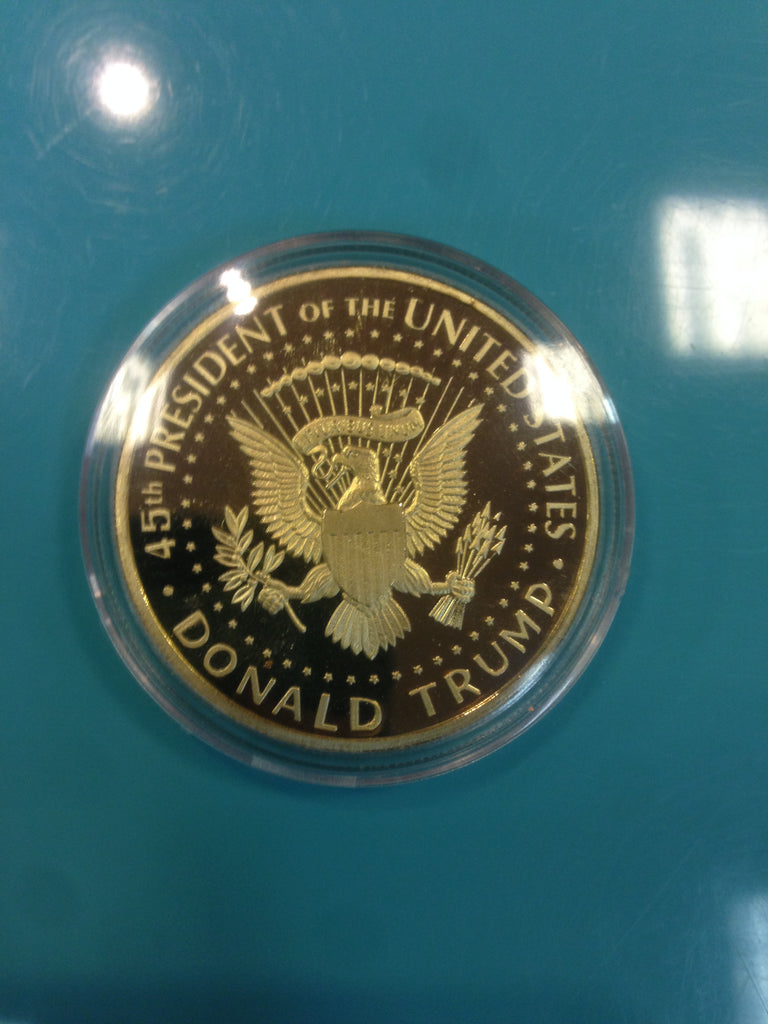 45th PRESIDENT OF THE UNITED STATES
DONALD TRUMP